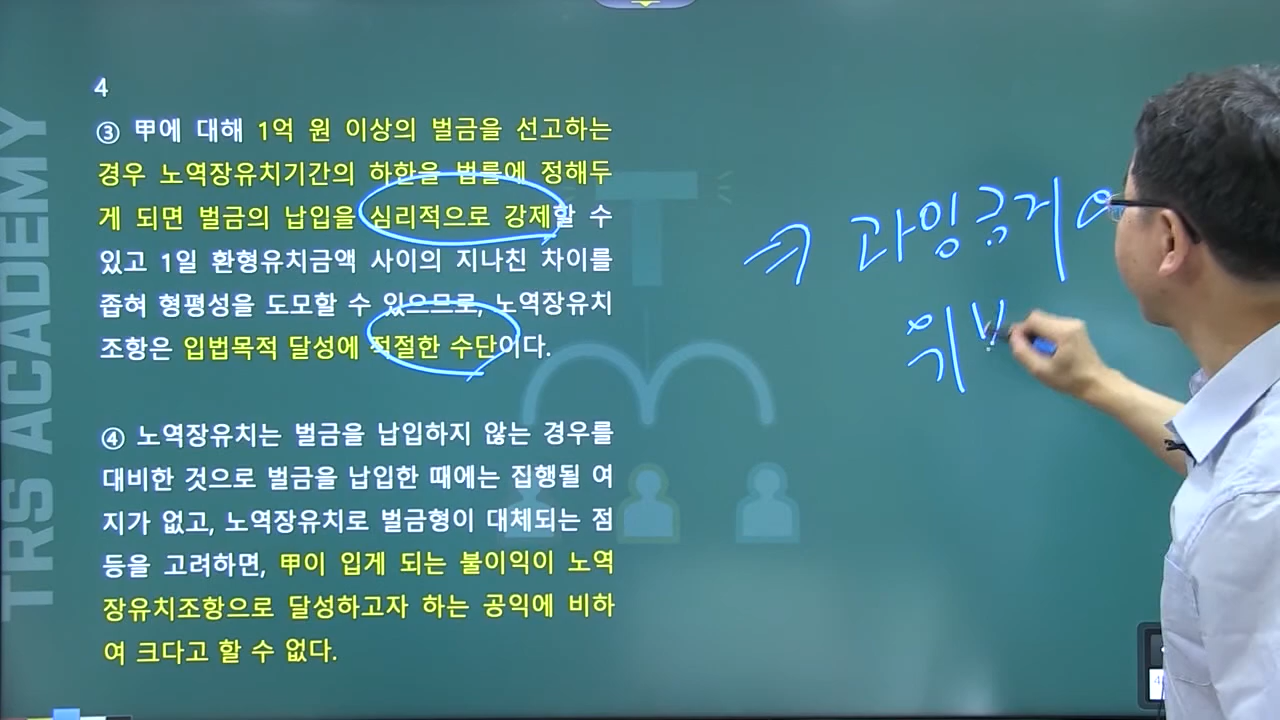 4
③ 甲에 대해 1억 원 이상의 벌금을 선고하는
경우 노역장유치기간의 하한을 법률에 정해두
게 되면 벌금의 납입을 심리적으로 강제할 수
있고 1일 환형유치금액 사이의 지나친 차이를
좁혀 형평성을 도모할 수 있으므로, 노역장유치
조항은 입법목적 달성에 적절한 수단이다.
④ 노역장유치는 벌금을 납입하지 않는 경우를
대비한 것으로 벌금을 납입한 때에는 집행될 여
지가 없고, 노역장유치로 벌금형이 대체되는 점
등을 고려하면, 甲이 입게 되는 불이익이 노역
장유치조항으로 달성하고자 하는 공익에 비하
여 크다고 할 수 없다.
과잉금지
위
TRS ACADEMY